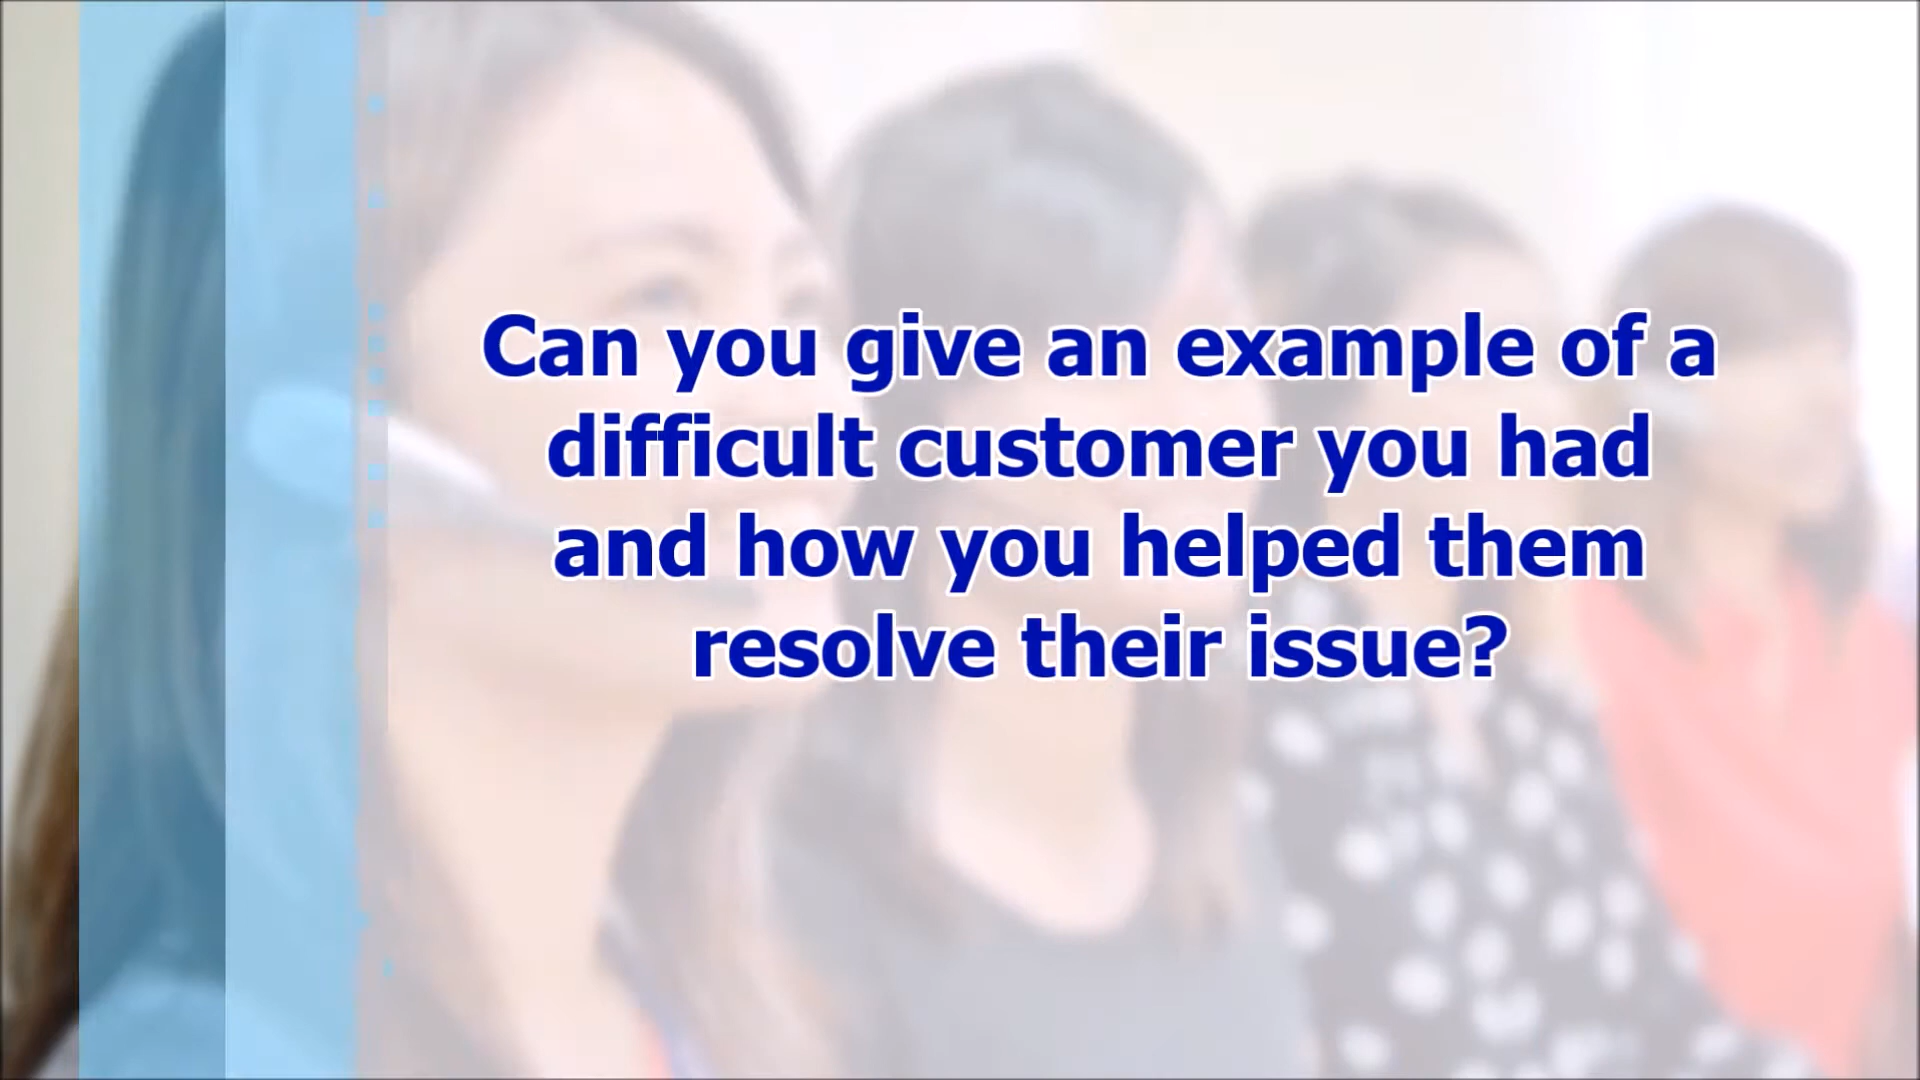 Can you give an example of a
difficult customer you had
and how you helped them
resolve their issue?